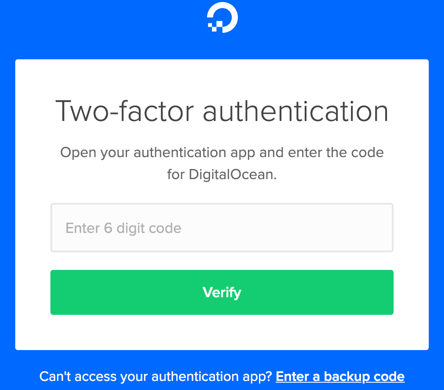 Two-factor authentication
Open your authentication app and enter the code
for DigitalOcean.
Enter 6 digit code
Verify
Can't access your authentication app? Enter a backup code